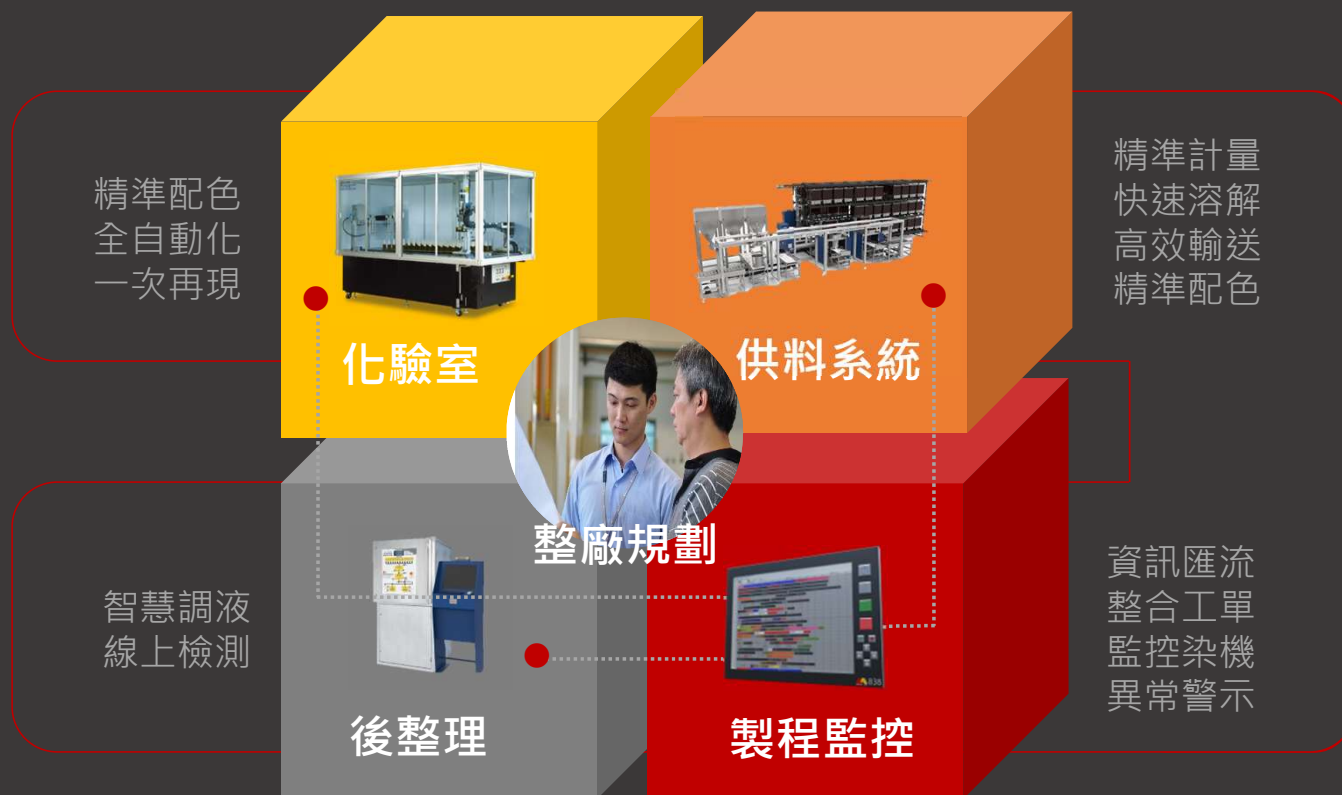 精準配色
全自動化
一次再現
化驗室
供料系統
精準計量
快速溶解
高效輸送
精準配色
整廠規劃
智慧調液
線上檢測
後整理
製程監控
838
資訊匯流
整合工單
監控染機
異常警示